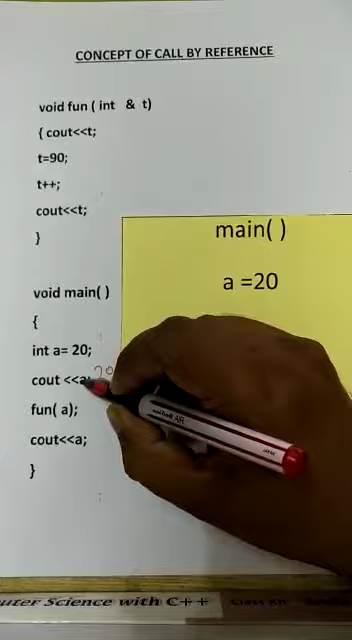 CONCEPT OF CALL BY REFERENCE
void fun ( int & t)
{ cout<<t;
t=90;
t++;
cout<<t;
}
main( )
a =20
void main( )
{
int a= 20;
cout <<a; 20
fun( a);
cout<<a;
}
uter Science with C++